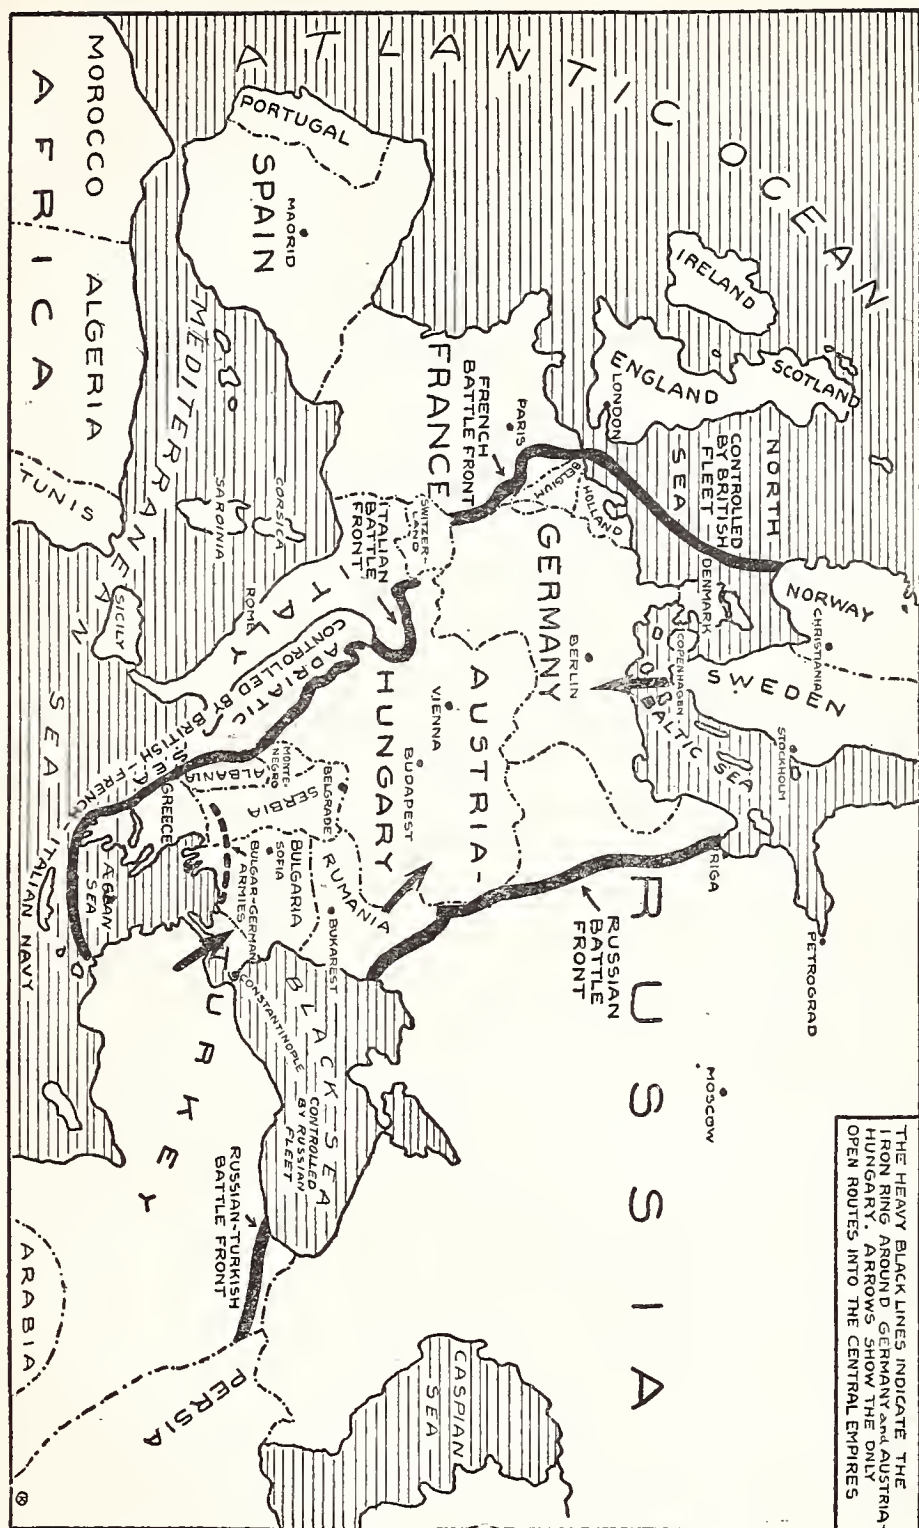 THE HEAVY BLACK LINES INDICATE THE
IRON RING AROUND GERMANY and AUSTRIA-
HUNGARY. ARROWS SHOW THE ONLY
OPEN ROUTES INTO THE CENTRAL EMPIRES
ATLANTIC OCEAN
IRELAND
SCOTLAND
ENGLAND
LONDON
NORTH
SEA
CONTROLLED
BY BRITISH
FLEET
NORWAY
CHRISTIANIA
SWEDEN
STOCKHOLM
DENMARK
COPENHAGEN
BALTIC SEA
PETROGRAD
RIGA
MOSCOW
RUSSIA
RUSSIAN
BATTLE
FRONT
HOLLAND
BELGIUM
GERMANY
BERLIN
PARIS
FRENCH
BATTLE FRONT
FRANCE
SWITZER-
LAND
AUSTRIA-
HUNGARY
VIENNA
BUDAPEST
ITALIAN
BATTLE
FRONT
ITALY
ROME
PORTUGAL
SPAIN
MADRID
CORSICA
SARDINIA
SICILY
MEDITERRANEAN
SEA
ADRIATIC SEA
CONTROLLED BY BRITISH-FRENCH
ITALIAN NAVY
MONTE-
NEGRO
ALBANIA
BELGRADE
SERBIA
RUMANIA
BUKAREST
BULGARIA
SOFIA
BULGAR-GERMAN
ARMIES
GREECE
AEGEAN
SEA
CONSTANTINOPLE
BLACK SEA
CONTROLLED
BY RUSSIAN
FLEET
TURKEY
RUSSIAN-TURKISH
BATTLE FRONT
CASPIAN
SEA
PERSIA
ARABIA
MOROCCO
ALGERIA
TUNIS
AFRICA